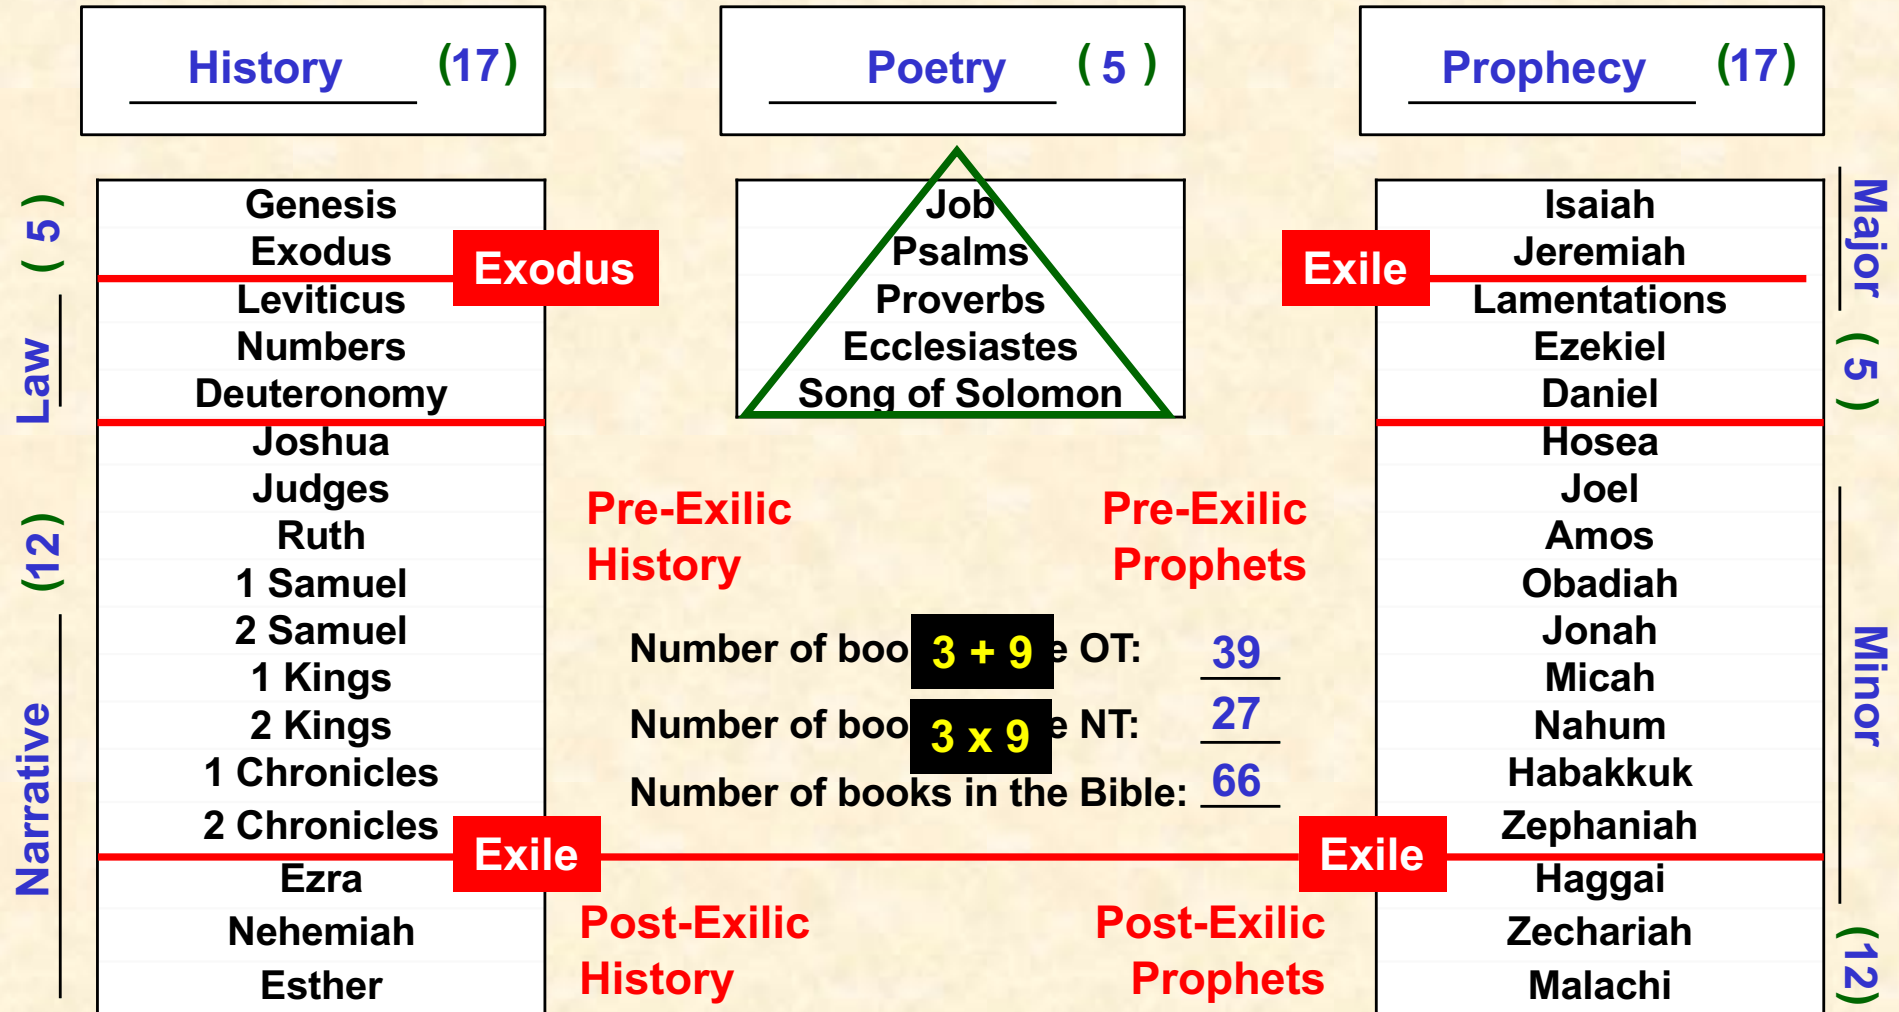 History (17)
Poetry ( 5 )
Prophecy (17)
Law ( 5 )
Narrative (12)
Genesis
Exodus
Exodus
Leviticus
Numbers
Deuteronomy
Joshua
Judges
Ruth
1 Samuel
2 Samuel
1 Kings
2 Kings
1 Chronicles
2 Chronicles
Exile
Ezra
Nehemiah
Esther
Job
Psalms
Proverbs
Ecclesiastes
Song of Solomon
Pre-Exilic
History
Pre-Exilic
Prophets
Number of boo 3 + 9 e OT: 39
Number of boo 3 x 9 e NT: 27
Number of books in the Bible: 66
Post-Exilic
History
Post-Exilic
Prophets
Isaiah
Jeremiah
Exile
Lamentations
Ezekiel
Daniel
Hosea
Joel
Amos
Obadiah
Jonah
Micah
Nahum
Habakkuk
Zephaniah
Exile
Haggai
Zechariah
Malachi
Major ( 5 )
Minor (12)